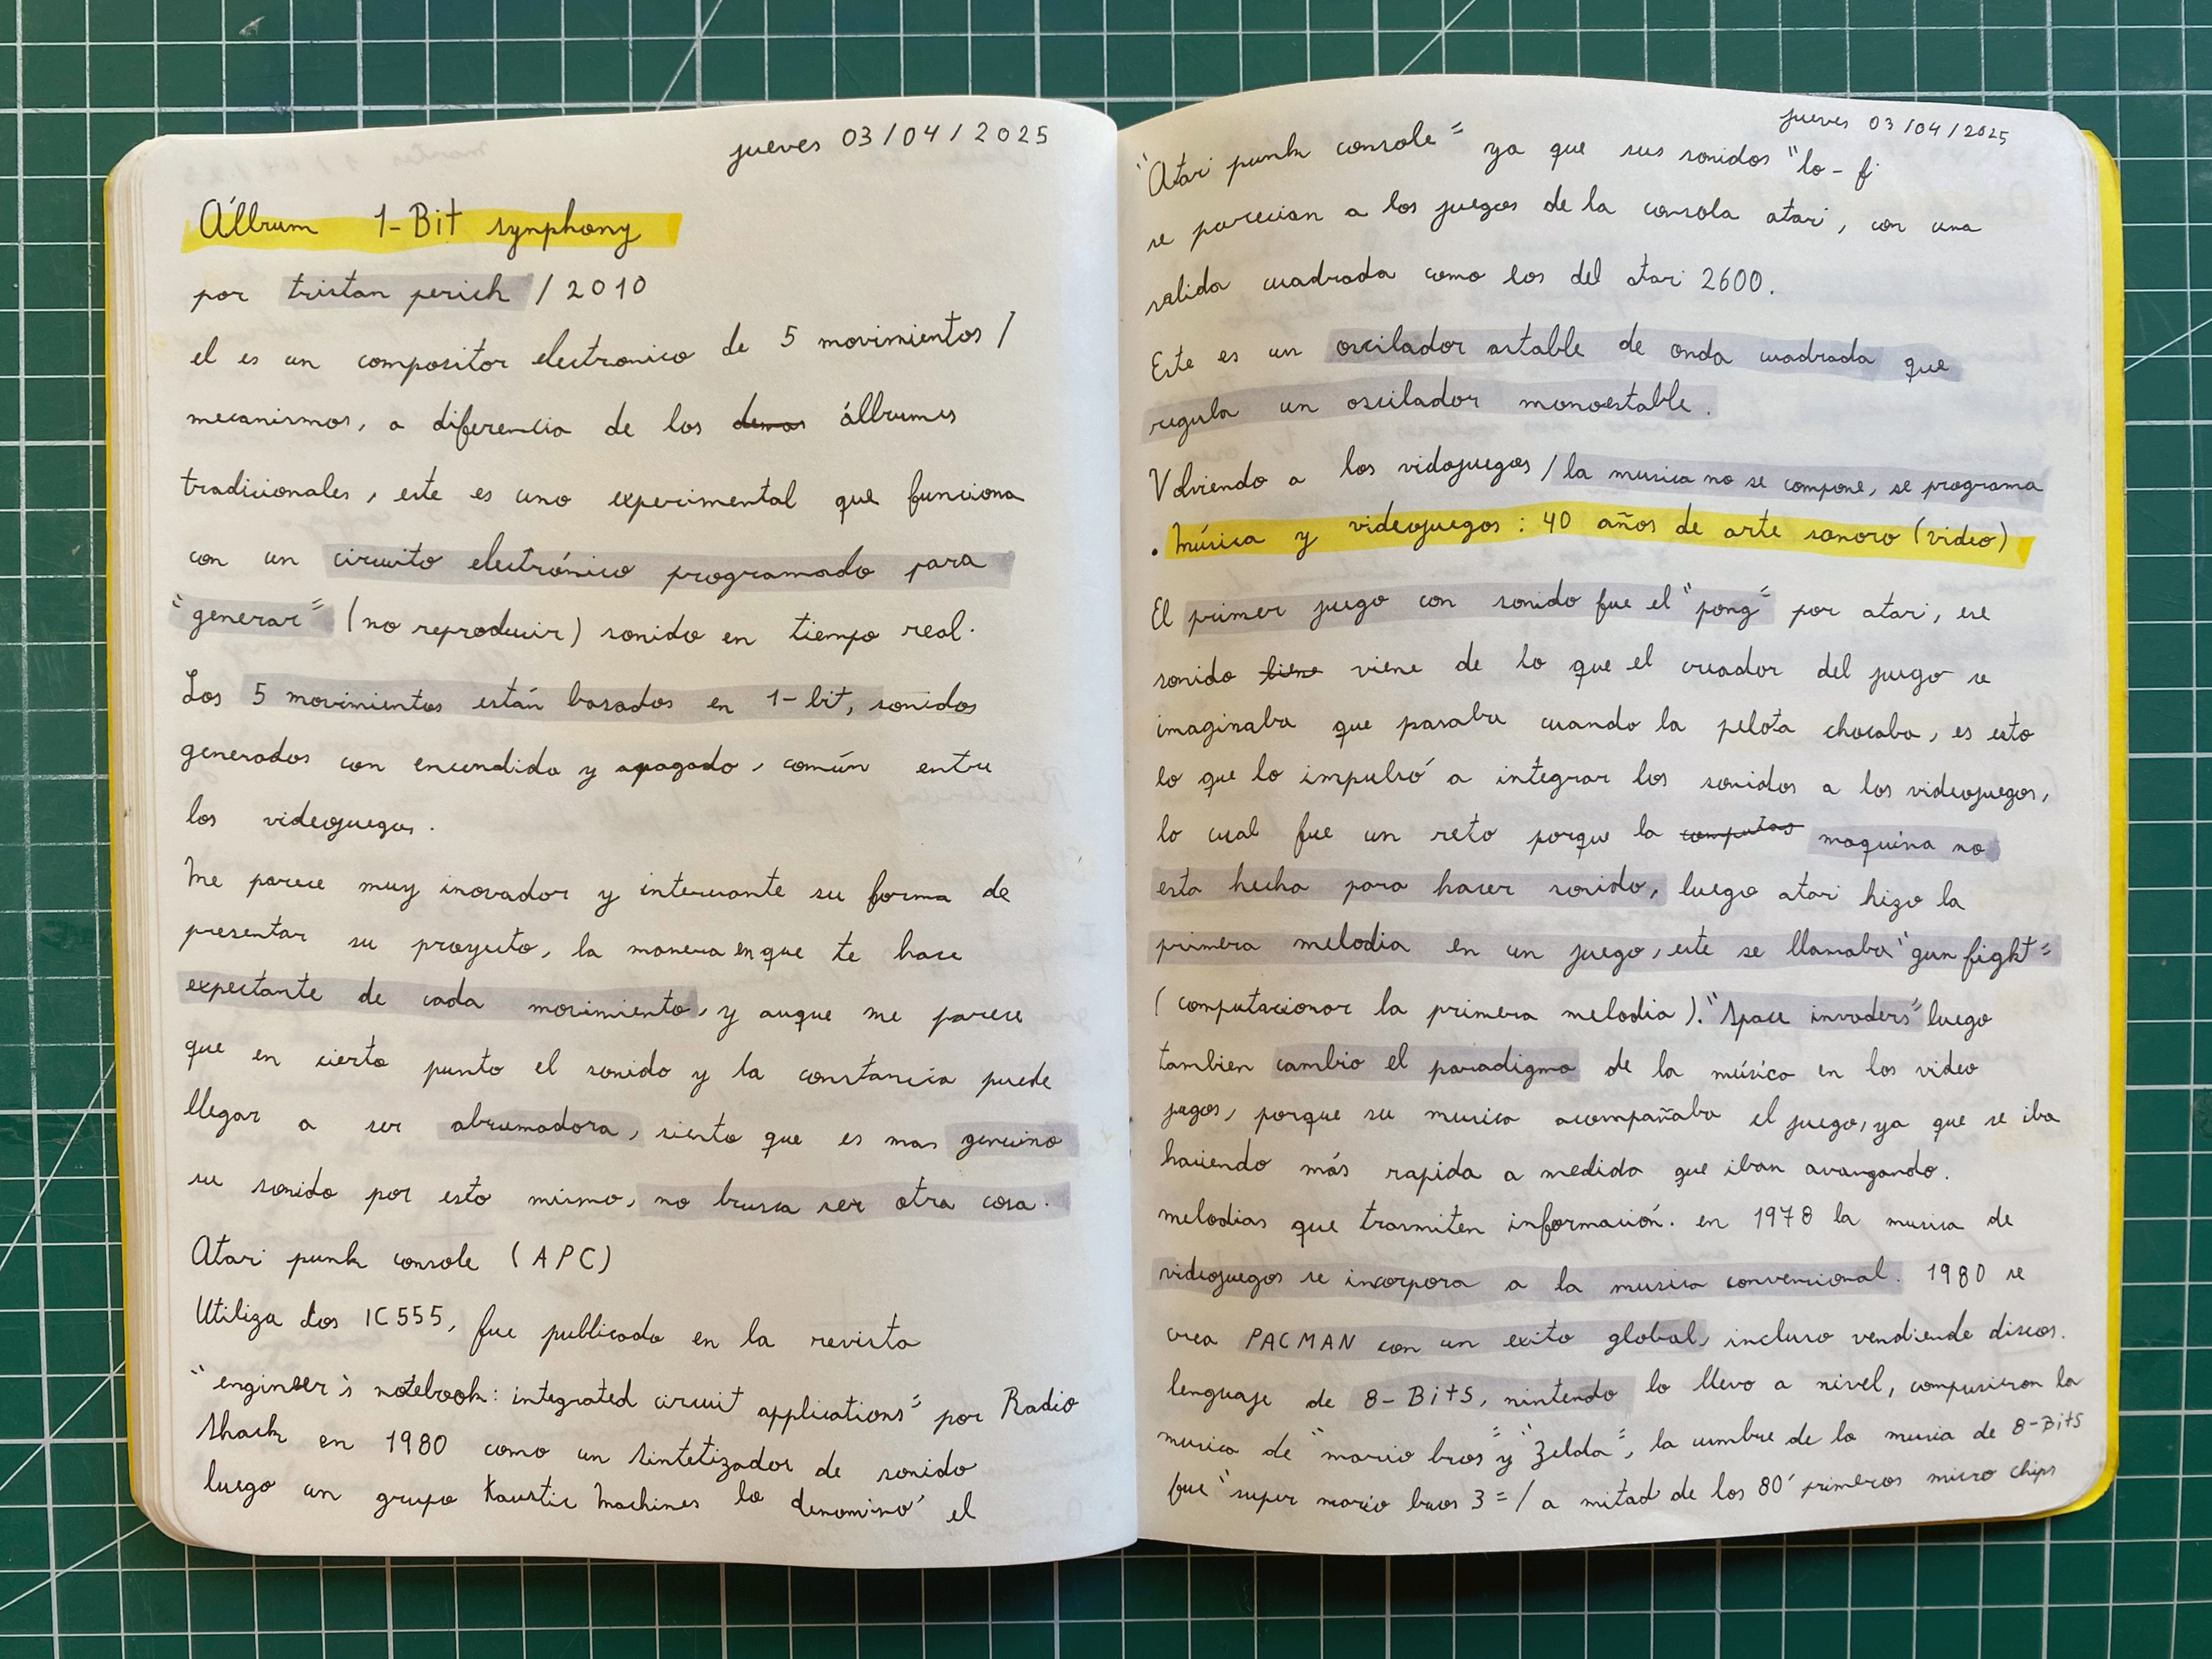 jueves 03/04/2025
Álbum 1-Bit symphony
por tristan perich / 2010
el es un compositor electronico de 5 movimientos /
mecanismos, a diferencia de los demas álbumes
tradicionales, este es uno experimental que funciona
con un circuito electrónico programado para
"generar" (no reproducir) sonido en tiempo real.
Los 5 movimientos están basados en 1-bit, sonidos
generados con encendido y apagado, común entre
los videojuegos.
Me parece muy inovador y interesante su forma de
presentar su proyecto, la manera en que te hace
expectante de cada movimiento, y auque me parece
que en cierto punto el sonido y la constancia puede
llegar a ser abrumadora, siento que es mas genuino
su sonido por esto mismo, no busca ser otra cosa.
Atari punk console (APC)
Utiliza dos IC555, fue publicado en la revista
"engineer's notebook: integrated circuit applications" por Radio
Shack en 1980 como un sintetizador de sonido
luego un grupo Kaustic Machines lo denominó el
jueves 03/04/2025
"Atari punk console" ya que sus sonidos "lo-fi
se parecian a los juegos de la consola atari, con una
salida cuadrada como los del atari 2600.
Este es un oscilador astable de onda cuadrada que
regula un oscilador monoestable.
Volviendo a los vidojuegos / la musica no se compone, se programa
. Música y videojuegos: 40 años de arte sonoro (video)
El primer juego con sonido fue el "pong" por atari, ese
sonido tiene viene de lo que el creador del juego se
imaginaba que pasaba cuando la pelota chocaba, es esto
lo que lo impulsó a integrar los sonidos a los videojuegos,
lo cual fue un reto porque la computas maquina no
esta hecha para hacer sonido, luego atari hizo la
primera melodia en un juego, este se llamaba "gun fight"
(computacionar la primera melodia). "Space invaders" luego
tambien cambio el paradigma de la música en los video
jugos, porque su musica acompañaba el juego, ya que se iba
haciendo más rapida a medida que iban avanzando.
melodias que trasmiten información. en 1978 la musica de
videojuegos se incorpora a la musica convencional. 1980 se
crea PACMAN con un exito global, incluso vendiende discos.
lenguaje de 8-Bits, nintendo lo llevo a nivel, compusieron la
musica de "mario bros" y "Zelda", la cumbre de la musia de 8-Bits
fue "super mario bros 3" / a mitad de los 80' primeros micro chips